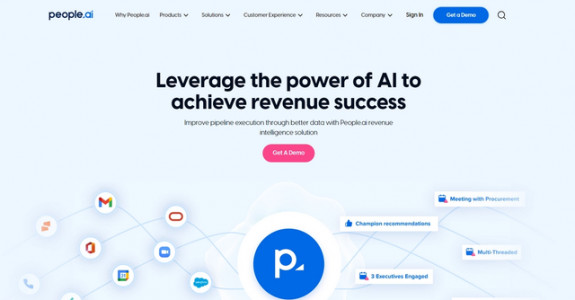 people.ai
Why People.ai
Products
Solutions
Customer Experience
Resources
Company
Sign In
Get a Demo
Leverage the power of AI to
achieve revenue success
Improve pipeline execution through better data with People.ai revenue
intelligence solution
Get A Demo
Meeting with Procurement
Champion recommendations
Multi-Threaded
3 Executives Engaged
salesforce
p.